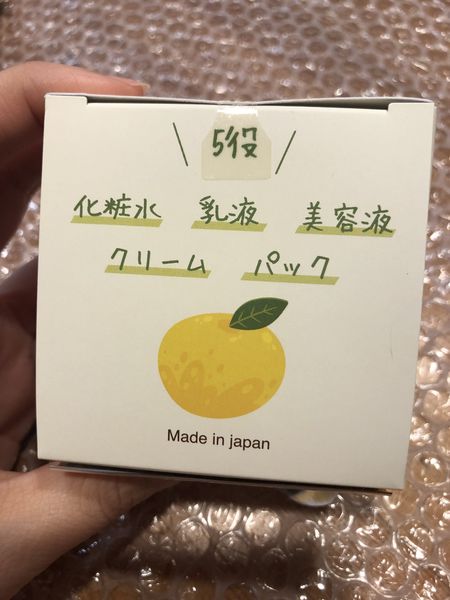 5役
化粧水 乳液 美容液
クリーム パック
Made in japan